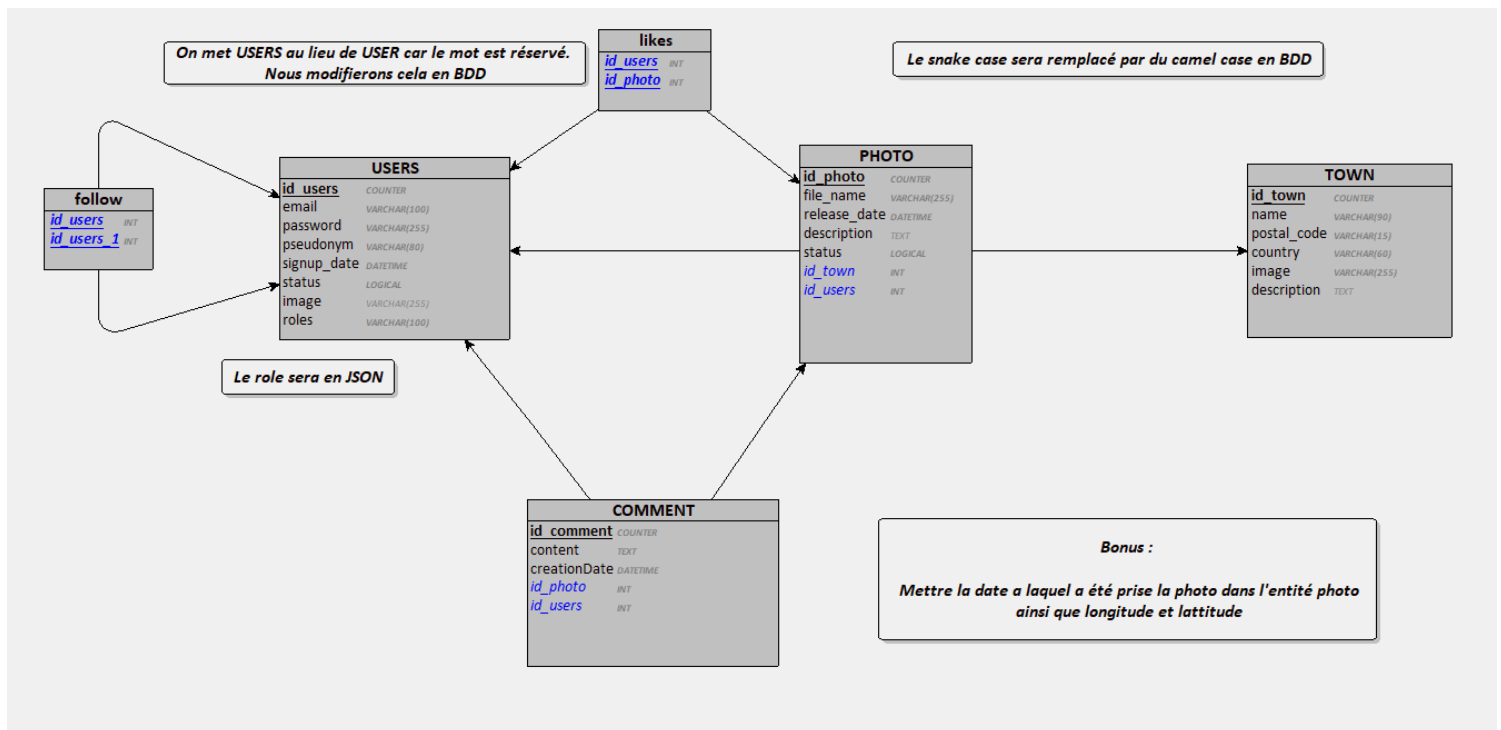 On met USERS au lieu de USER car le mot est réservé.
Nous modifierons cela en BDD
likes
id_users INT
id_photo INT
Le snake case sera remplacé par du camel case en BDD
follow
id_users INT
id_users_1 INT
USERS
id_users COUNTER
email VARCHAR(100)
password VARCHAR(255)
pseudonym VARCHAR(80)
signup_date DATETIME
status LOGICAL
image VARCHAR(255)
roles VARCHAR(100)
PHOTO
id_photo COUNTER
file_name VARCHAR(255)
release_date DATETIME
description TEXT
status LOGICAL
id_town INT
id_users INT
TOWN
id_town COUNTER
name VARCHAR(90)
postal_code VARCHAR(15)
country VARCHAR(60)
image VARCHAR(255)
description TEXT
Le role sera en JSON
COMMENT
id_comment COUNTER
content TEXT
creationDate DATETIME
id_photo INT
id_users INT
Bonus :
Mettre la date a laquel a été prise la photo dans l'entité photo
ainsi que longitude et lattitude